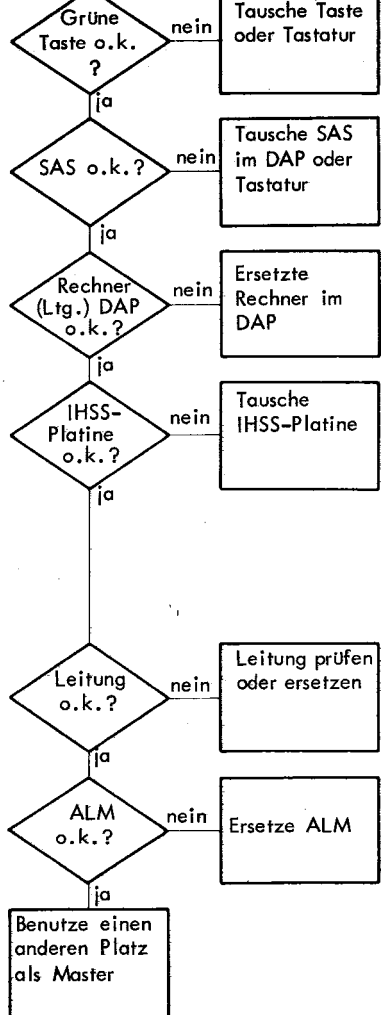 Grüne
Taste o.k.
?
nein
Tausche Taste
oder Tastatur
ja
SAS o.k.?
nein
Tausche SAS
im DAP oder
Tastatur
ja
Rechner
(Ltg.) DAP
o.k.?
nein
Ersetzte
Rechner im
DAP
ja
IHSS-
Platine
o.k.?
nein
Tausche
IHSS-Platine
ja
Leitung
o.k.?
nein
Leitung prüfen
oder ersetzen
ja
ALM
o.k.?
nein
Ersetze ALM
ja
Benutze einen
anderen Platz
als Master